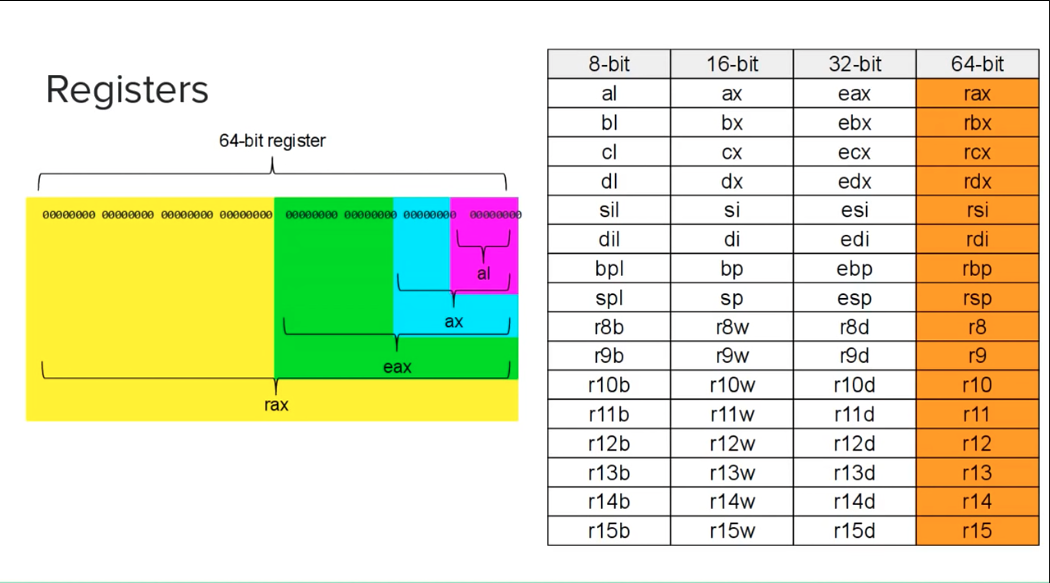 Registers
64-bit register
00000000 00000000 00000000 00000000 00000000 00000000 00000000 00000000
al
ax
eax
rax
8-bit 16-bit 32-bit 64-bit
al ax eax rax
bl bx ebx rbx
cl cx ecx rcx
dl dx edx rdx
sil si esi rsi
dil di edi rdi
bpl bp ebp rbp
spl sp esp rsp
r8b r8w r8d r8
r9b r9w r9d r9
r10b r10w r10d r10
r11b r11w r11d r11
r12b r12w r12d r12
r13b r13w r13d r13
r14b r14w r14d r14
r15b r15w r15d r15